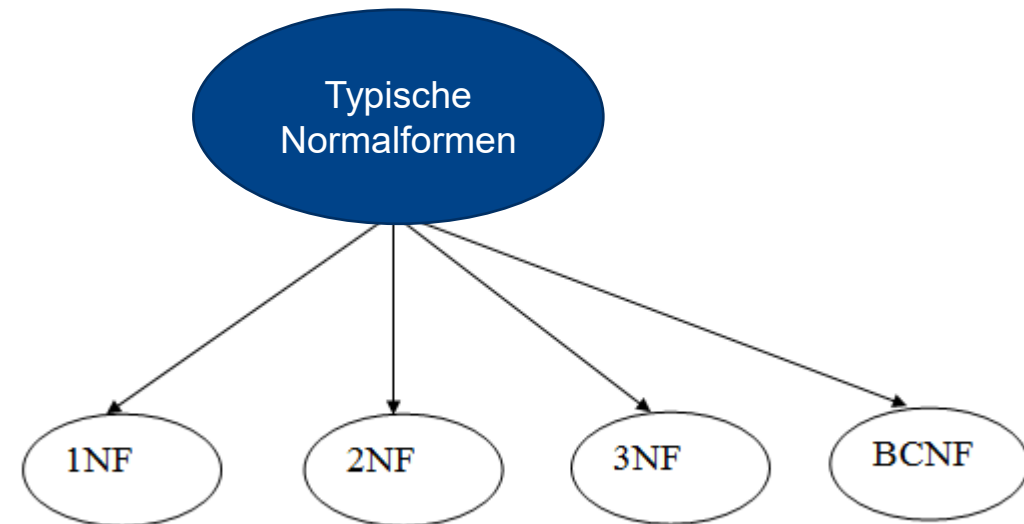 Typische
Normalformen
1NF
2NF
3NF
BCNF